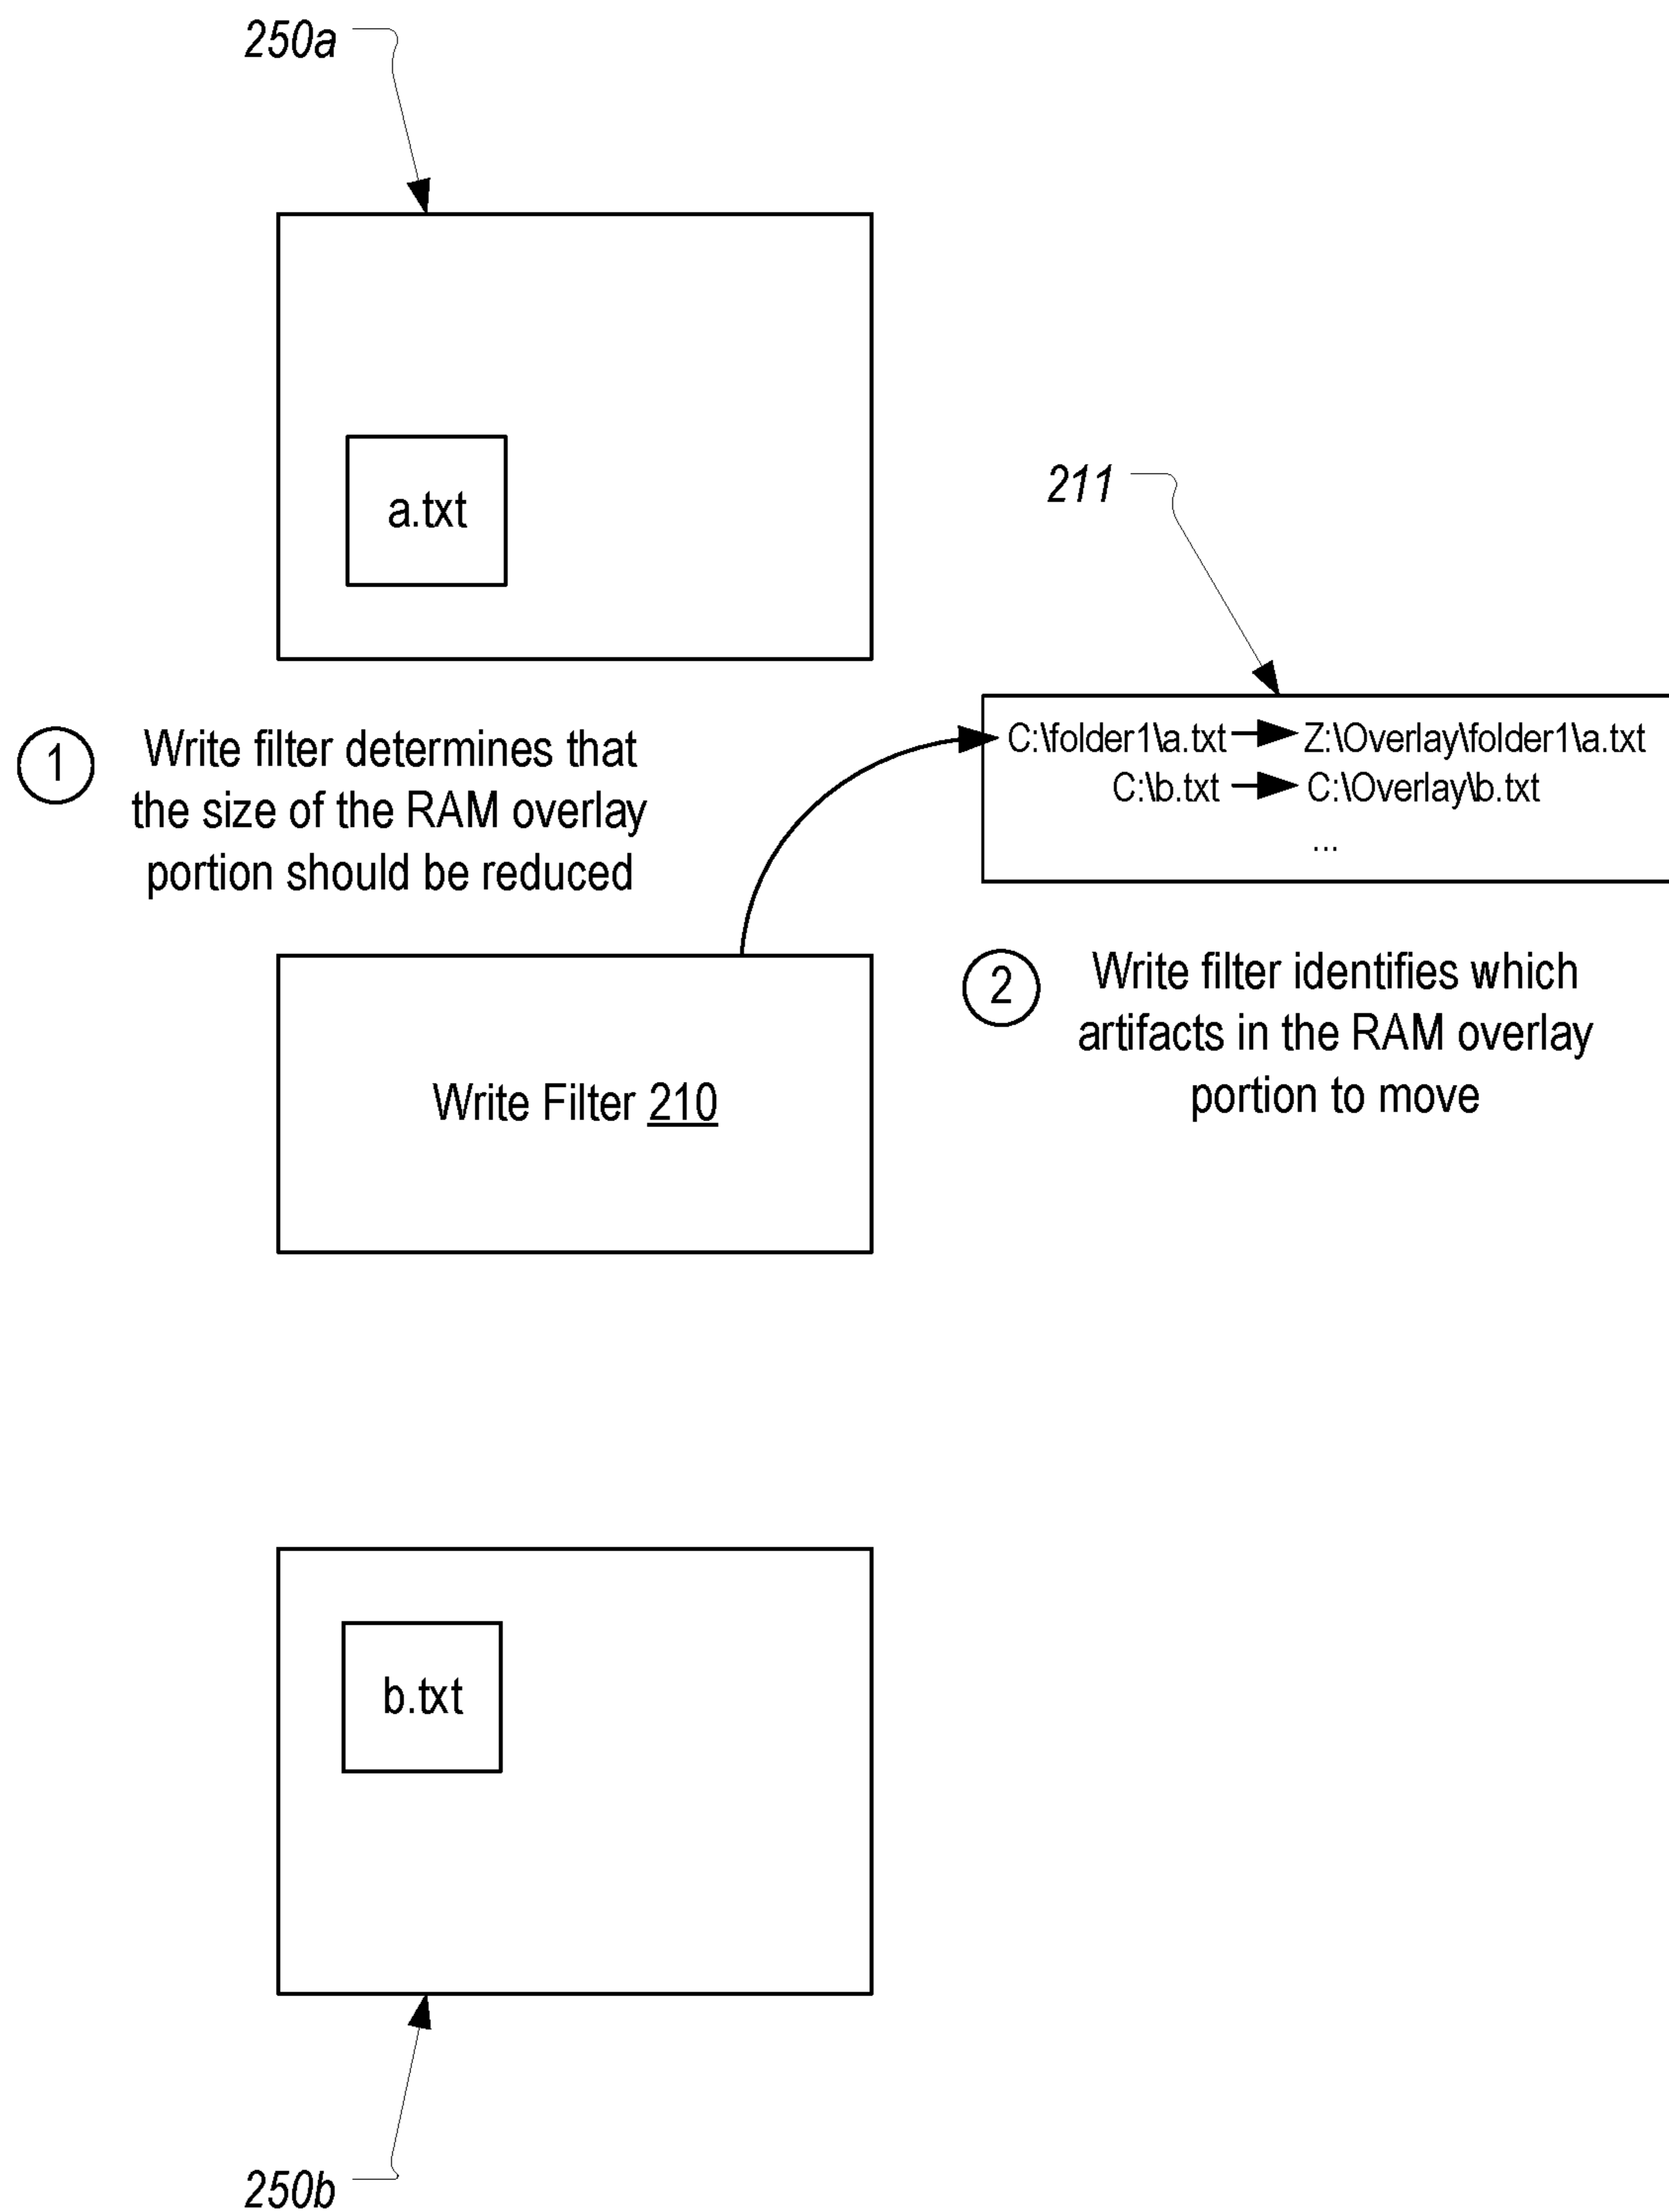 250a
a.txt
211
C:\folder1\a.txt Z:\Overlay\folder1\a.txt
C:\b.txt C:\Overlay\b.txt
...
1
Write filter determines that
the size of the RAM overlay
portion should be reduced
2
Write filter identifies which
artifacts in the RAM overlay
portion to move
Write Filter 210
b.txt
250b